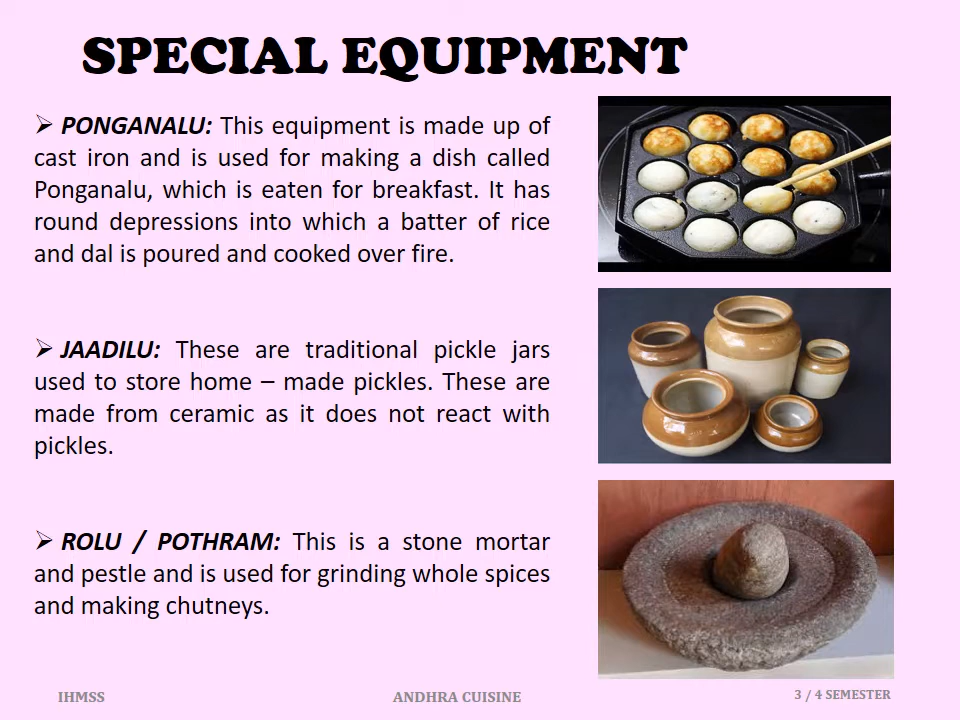 SPECIAL EQUIPMENT
➢ PONGANALU: This equipment is made up of
cast iron and is used for making a dish called
Ponganalu, which is eaten for breakfast. It has
round depressions into which a batter of rice
and dal is poured and cooked over fire.
➢ JAADILU: These are traditional pickle jars
used to store home – made pickles. These are
made from ceramic as it does not react with
pickles.
➢ ROLU / POTHRAM: This is a stone mortar
and pestle and is used for grinding whole spices
and making chutneys.
IHMSS
ANDHRA CUISINE
3 / 4 SEMESTER